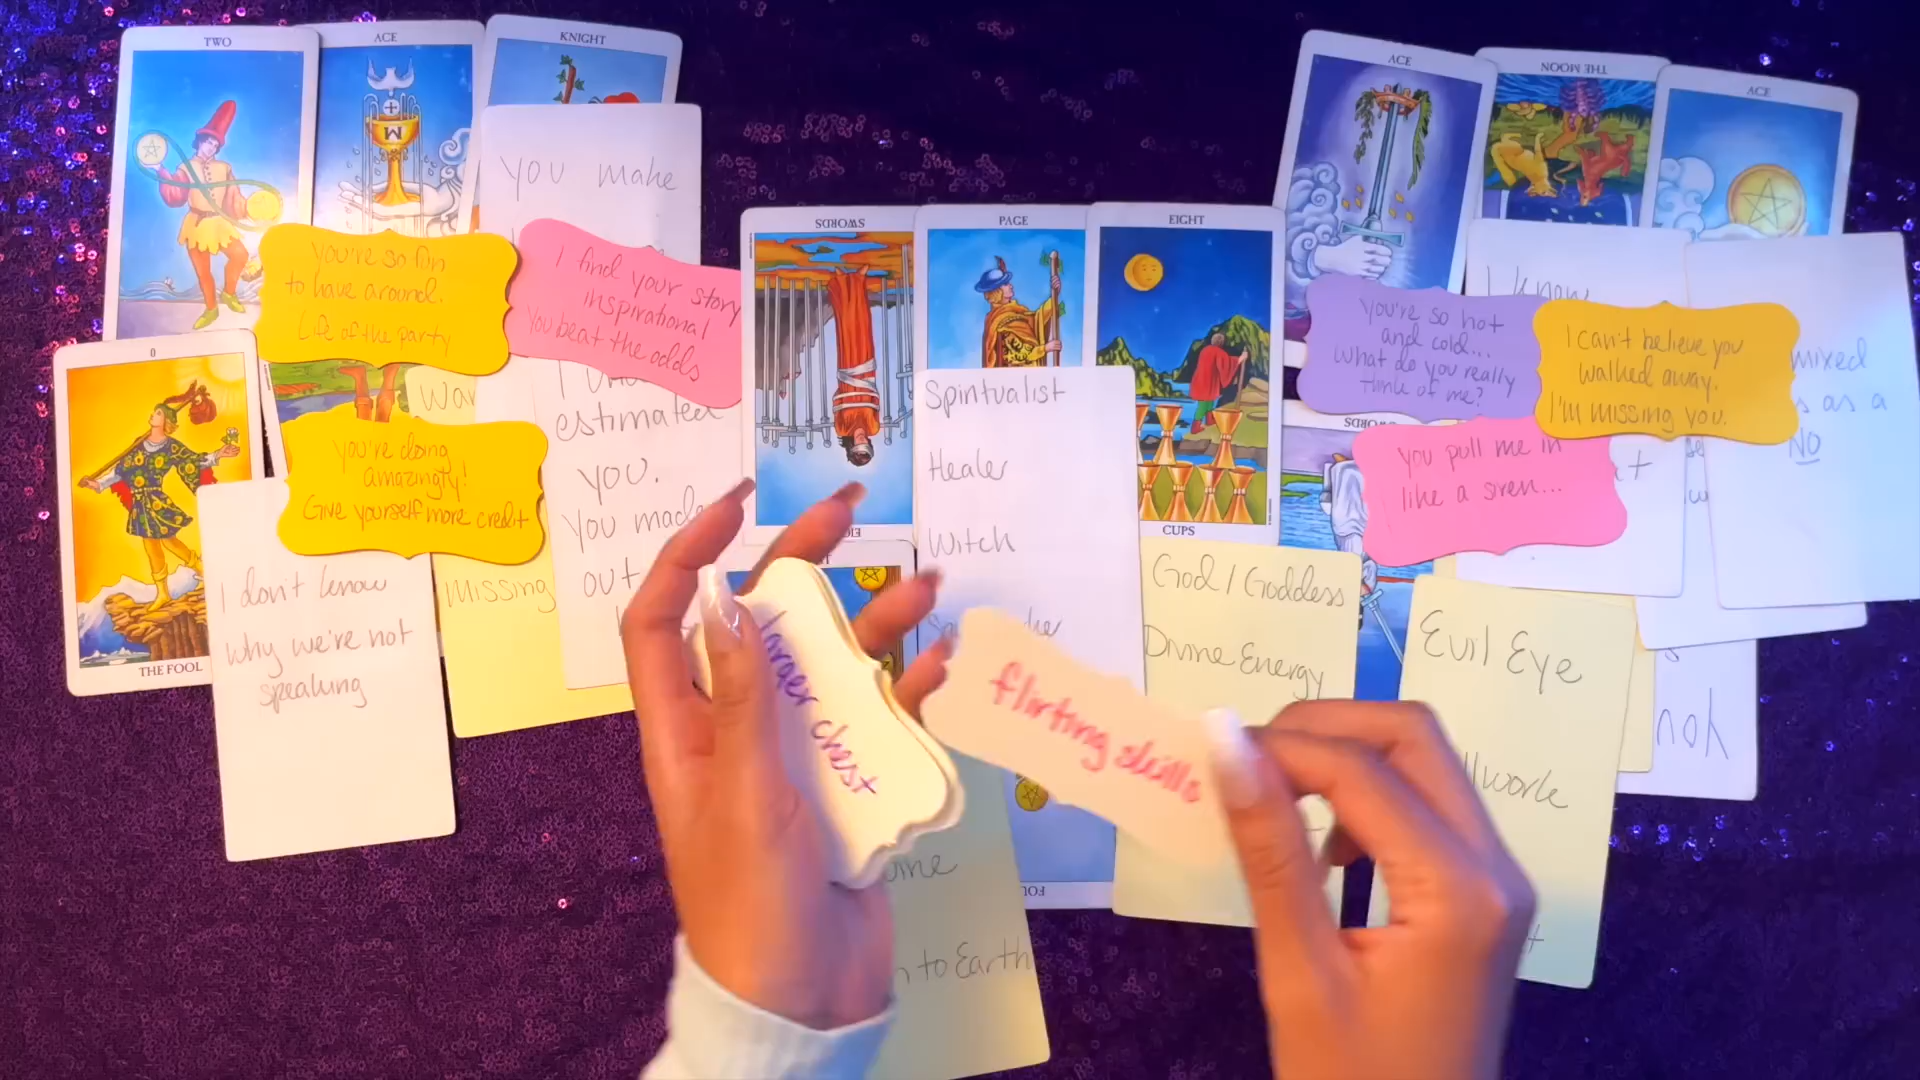 TWO
ACE
KNIGHT
You make
You're so fun
to have around.
Life of the party
I find your story
inspirational
You beat the odds
0
THE FOOL
You're doing
amazingly!
Give yourself more credit
estimated
you.
You made
out
Missing
I don't know
why we're not
speaking
SWORDS
PAGE
EIGHT
CUPS
Spiritualist
Healer
Witch
God / Goddess
Divine Energy
larger chest
flirting skills
to Earth
ACE
THE MOON
ACE
I know
You're so hot
and cold...
What do you really
think of me?
I can't believe you
walked away.
I'm missing you.
mixed
as a
NO
SWORDS
You pull me in
like a siren...
Evil Eye
you